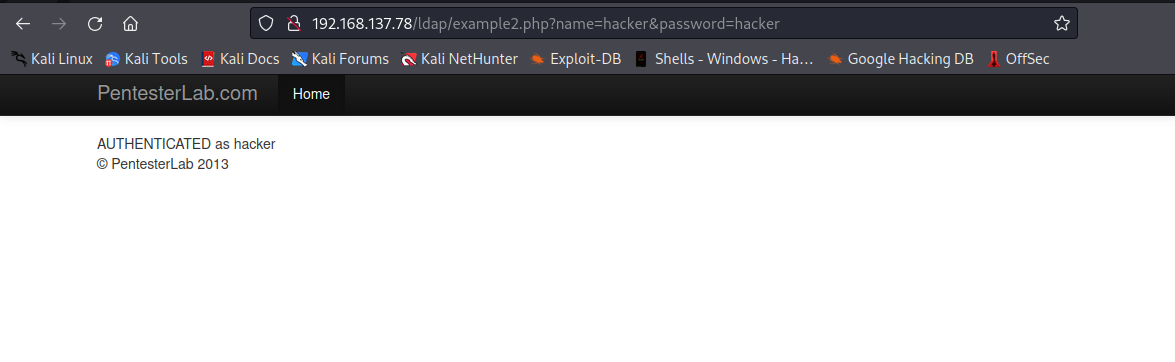 192.168.137.78/ldap/example2.php?name=hacker&password=hacker
Kali Linux Kali Tools Kali Docs Kali Forums Kali NetHunter Exploit-DB Shells - Windows - Ha… Google Hacking DB OffSec
PentesterLab.com Home
AUTHENTICATED as hacker
© PentesterLab 2013